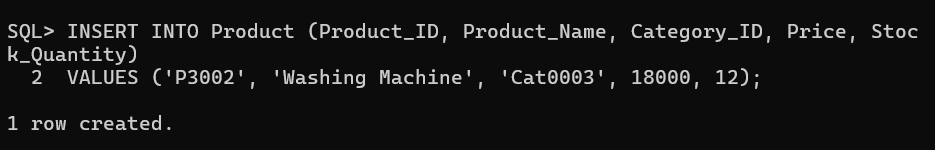 SQL> INSERT INTO Product (Product_ID, Product_Name, Category_ID, Price, Stoc
k_Quantity)
  2  VALUES ('P3002', 'Washing Machine', 'Cat0003', 18000, 12);
1 row created.